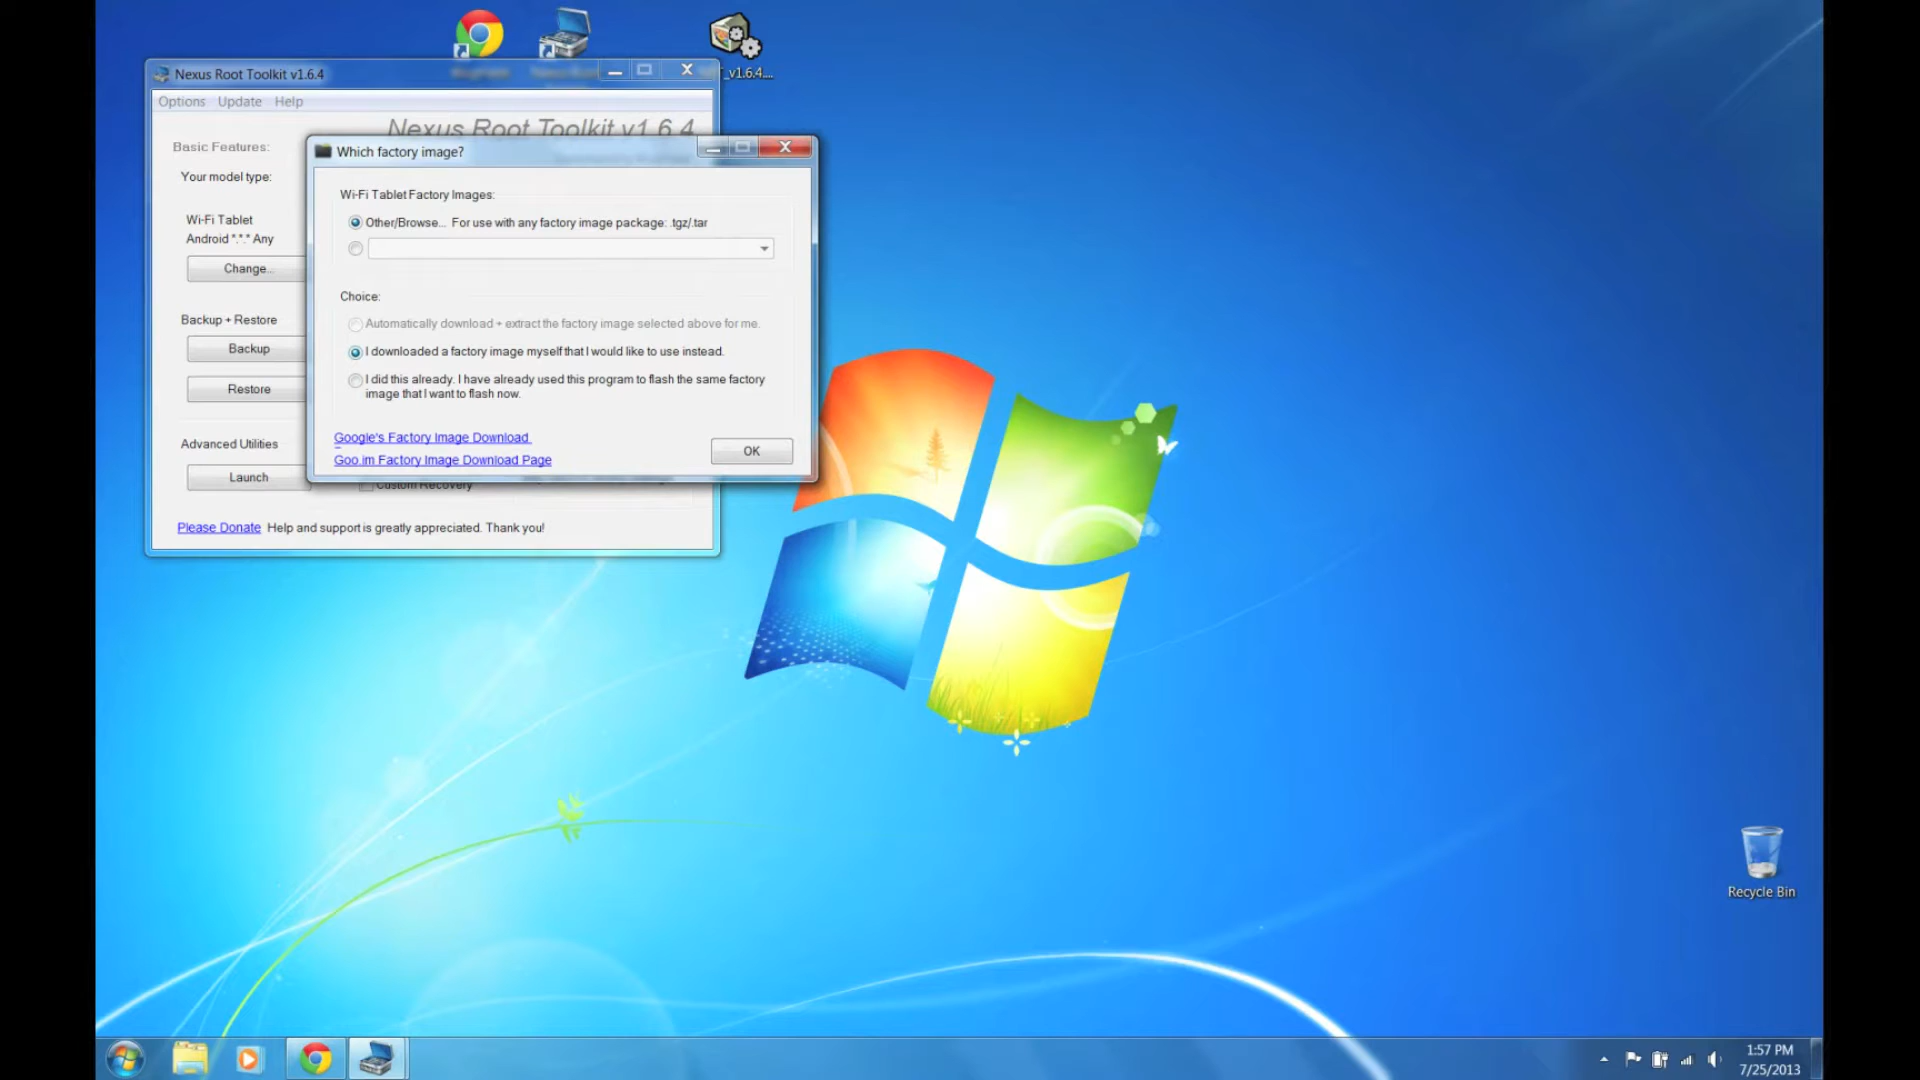 _v1.6.4....
Nexus Root Toolkit v1.6.4
Options Update Help
Nexus Root Toolkit v1.6.4
Basic Features:
Your model type:
Wi-Fi Tablet
Android *.*.* Any
Change...
Backup + Restore
Backup
Restore
Advanced Utilities
Launch
Custom Recovery
Please Donate Help and support is greatly appreciated. Thank you!
Which factory image?
Wi-Fi Tablet Factory Images:
Other/Browse... For use with any factory image package: .tgz/.tar
Choice:
Automatically download + extract the factory image selected above for me.
I downloaded a factory image myself that I would like to use instead.
I did this already. I have already used this program to flash the same factory
image that I want to flash now.
Google's Factory Image Download
Goo.im Factory Image Download Page
OK
Recycle Bin
1:57 PM
7/25/2013